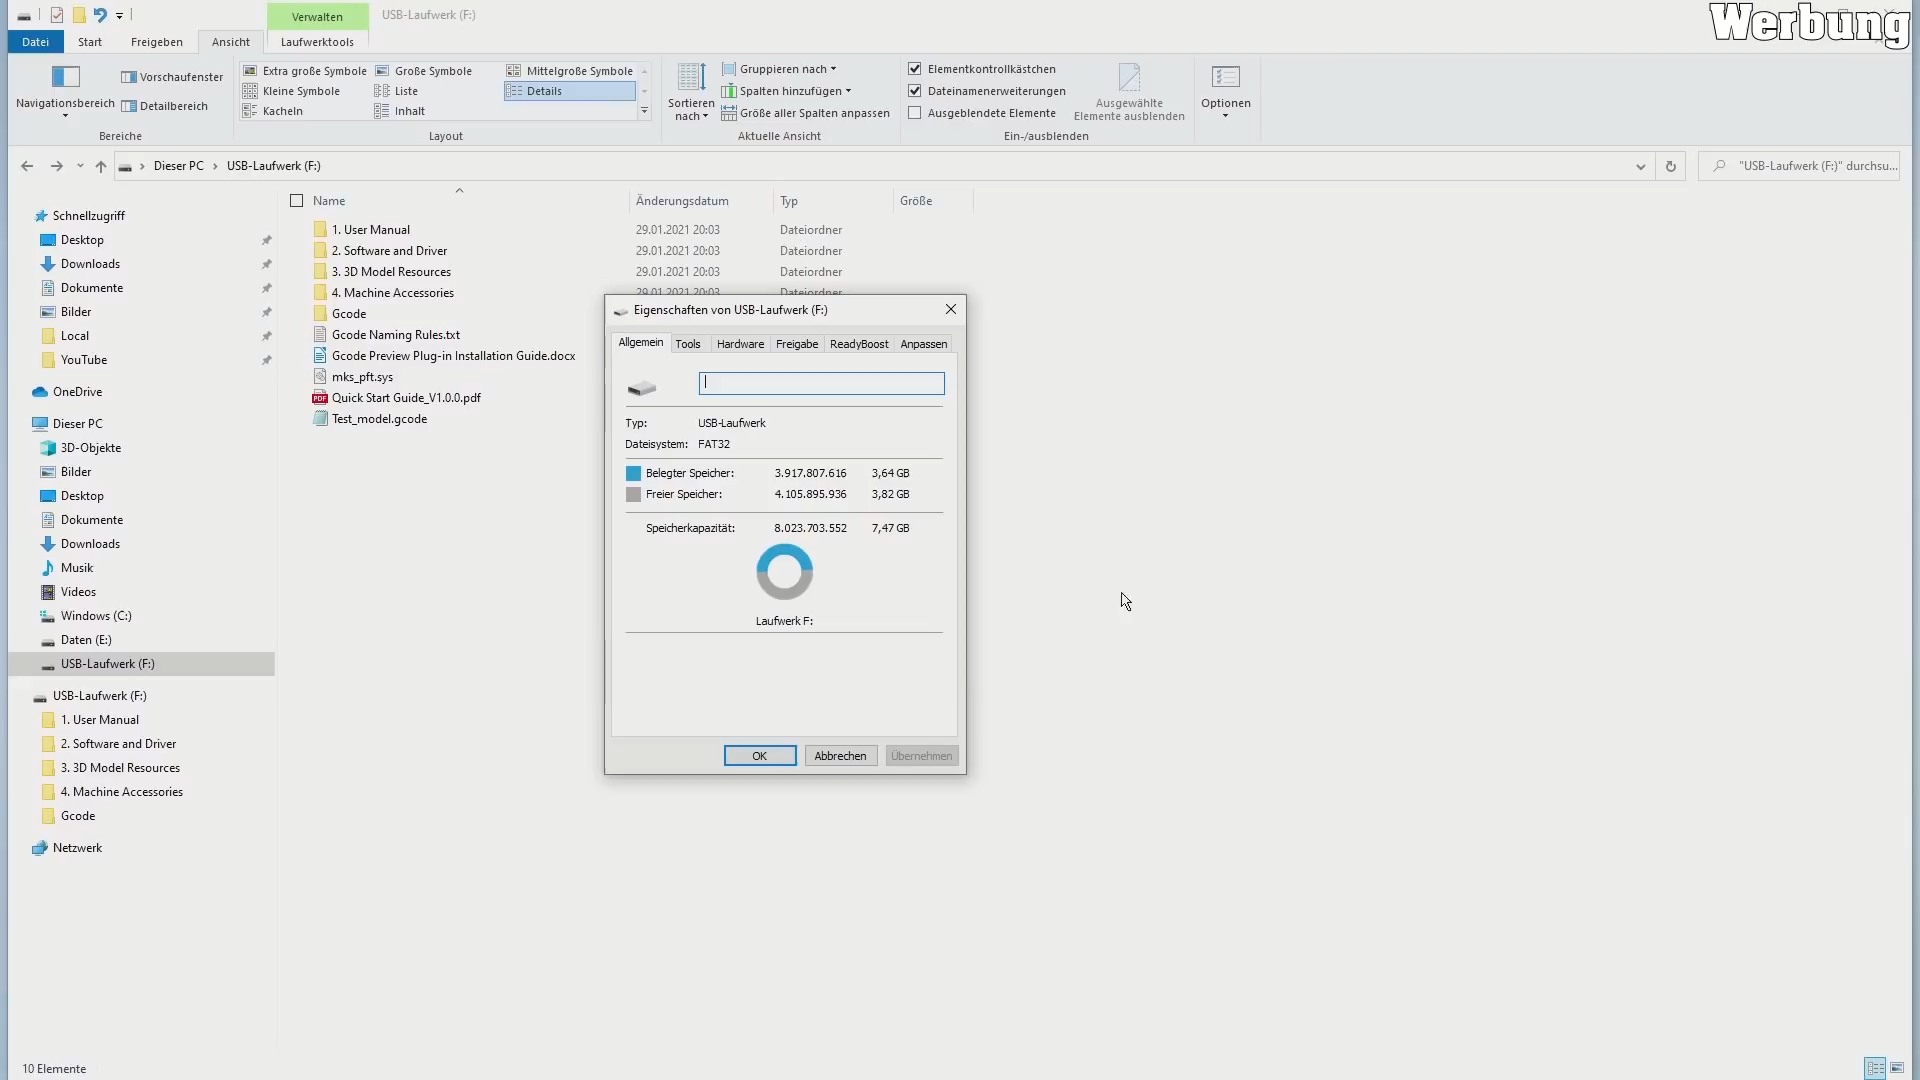 Verwalten
USB-Laufwerk (F:)
Werbung
Datei
Start
Freigeben
Ansicht
Laufwerktools
Navigationsbereich
Vorschaufenster
Detailbereich
Bereiche
Extra große Symbole
Große Symbole
Mittelgroße Symbole
Kleine Symbole
Liste
Details
Kacheln
Inhalt
Layout
Sortieren
nach
Gruppieren nach
Spalten hinzufügen
Größe aller Spalten anpassen
Aktuelle Ansicht
Elementkontrollkästchen
Dateinamenerweiterungen
Ausgeblendete Elemente
Ausgewählte
Elemente ausblenden
Ein-/ausblenden
Optionen
Dieser PC
USB-Laufwerk (F:)
"USB-Laufwerk (F:)" durchsu...
Schnellzugriff
Desktop
Downloads
Dokumente
Bilder
Local
YouTube
OneDrive
Dieser PC
3D-Objekte
Bilder
Desktop
Dokumente
Downloads
Musik
Videos
Windows (C:)
Daten (E:)
USB-Laufwerk (F:)
USB-Laufwerk (F:)
1. User Manual
2. Software and Driver
3. 3D Model Resources
4. Machine Accessories
Gcode
Netzwerk
Name Änderungsdatum Typ Größe
1. User Manual 29.01.2021 20:03 Dateiordner
2. Software and Driver 29.01.2021 20:03 Dateiordner
3. 3D Model Resources 29.01.2021 20:03 Dateiordner
4. Machine Accessories 29.01.2021 20:03 Dateiordner
Gcode
Gcode Naming Rules.txt
Gcode Preview Plug-in Installation Guide.docx
mks_pft.sys
PDF Quick Start Guide_V1.0.0.pdf
Test_model.gcode
Eigenschaften von USB-Laufwerk (F:)
Allgemein
Tools
Hardware
Freigabe
ReadyBoost
Anpassen
Typ: USB-Laufwerk
Dateisystem: FAT32
Belegter Speicher: 3.917.807.616 3,64 GB
Freier Speicher: 4.105.895.936 3,82 GB
Speicherkapazität: 8.023.703.552 7,47 GB
Laufwerk F:
OK
Abbrechen
Übernehmen
10 Elemente